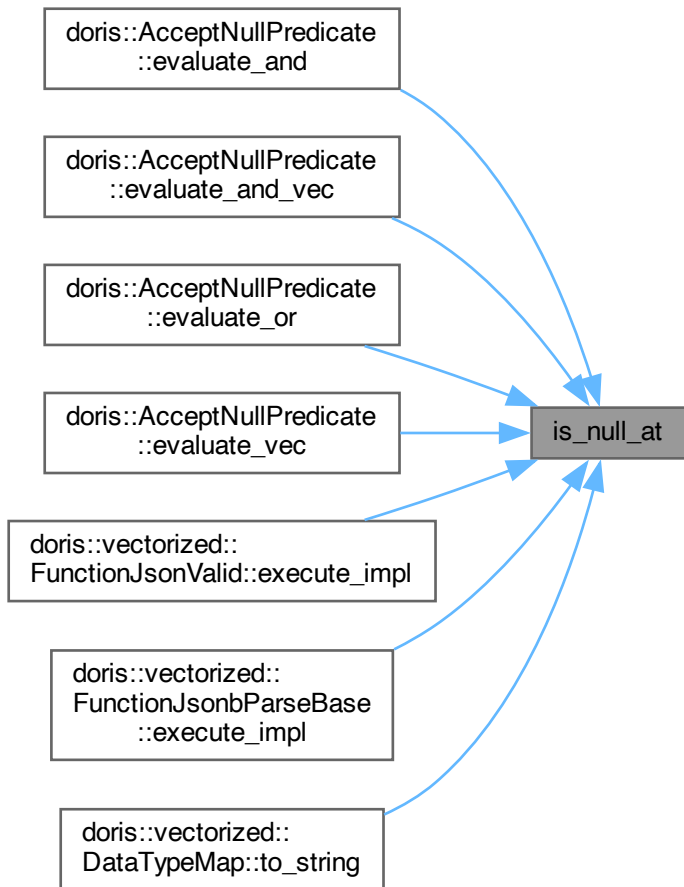 doris::AcceptNullPredicate
::evaluate_and
doris::AcceptNullPredicate
::evaluate_and_vec
doris::AcceptNullPredicate
::evaluate_or
doris::AcceptNullPredicate
::evaluate_vec
is_null_at
doris::vectorized::
FunctionJsonValid::execute_impl
doris::vectorized::
FunctionJsonbParseBase
::execute_impl
doris::vectorized::
DataTypeMap::to_string